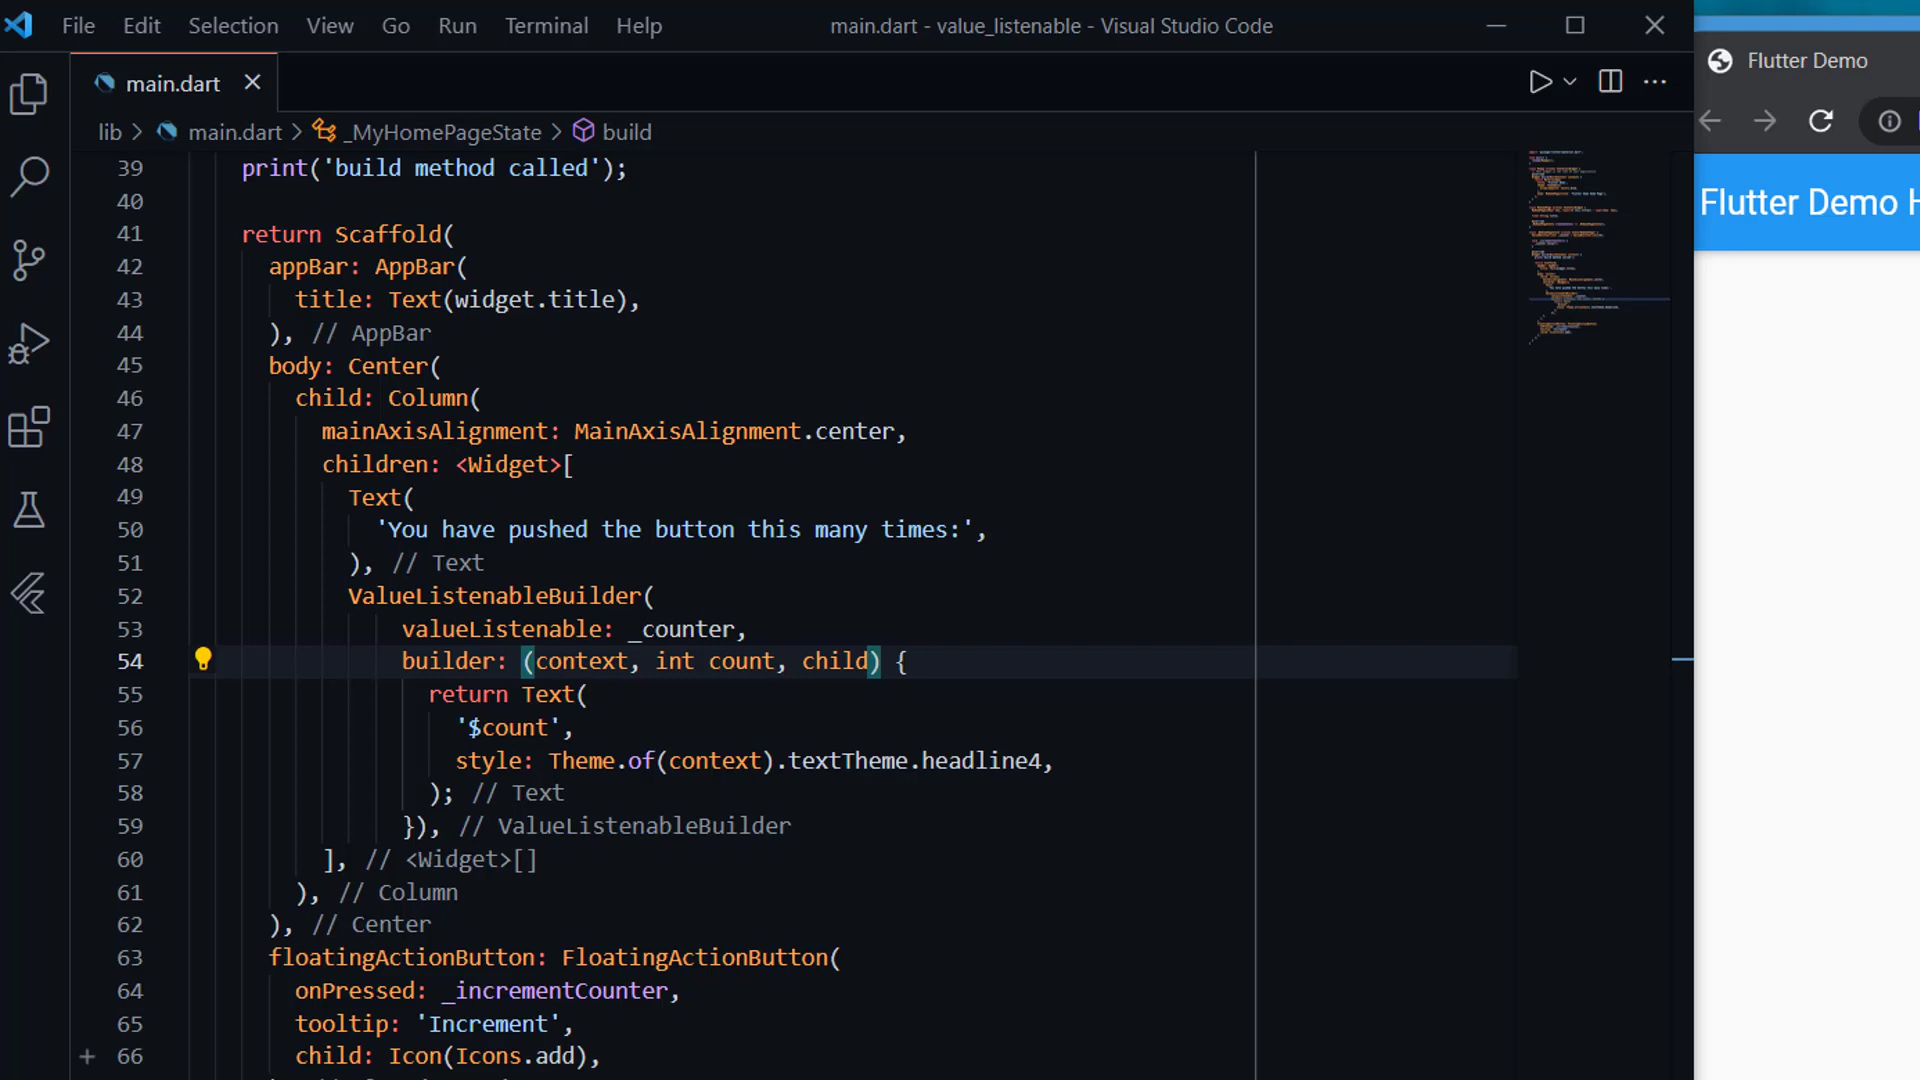 File Edit Selection View Go Run Terminal Help main.dart - value_listenable - Visual Studio Code
Flutter Demo
main.dart
lib > main.dart > _MyHomePageState > build
39 print('build method called');
40
41 return Scaffold(
42 appBar: AppBar(
43 title: Text(widget.title),
44 ), // AppBar
45 body: Center(
46 child: Column(
47 mainAxisAlignment: MainAxisAlignment.center,
48 children: <Widget>[
49 Text(
50 'You have pushed the button this many times:',
51 ), // Text
52 ValueListenableBuilder(
53 valueListenable: _counter,
54 builder: (context, int count, child) {
55 return Text(
56 '$count',
57 style: Theme.of(context).textTheme.headline4,
58 ); // Text
59 }), // ValueListenableBuilder
60 ], // <Widget>[]
61 ), // Column
62 ), // Center
63 floatingActionButton: FloatingActionButton(
64 onPressed: _incrementCounter,
65 tooltip: 'Increment',
66 child: Icon(Icons.add),
Flutter Demo H